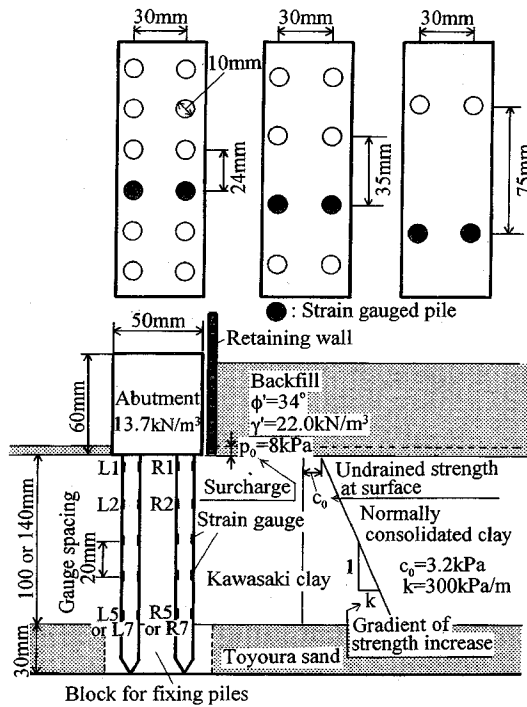 30mm
30mm
30mm
10mm
24mm
35mm
75mm
● : Strain gauged pile
50mm
Retaining wall
60mm
Abutment
13.7kN/m³
Backfill
ϕ'=34°
γ'=22.0kN/m³
p₀=8kPa
L1 R1
Surcharge
c₀
Undrained strength
at surface
L2 R2
100 or 140mm
Gauge spacing
20mm
Strain gauge
Normally
consolidated clay
Kawasaki clay
1
k
c₀=3.2kPa
k=300kPa/m
L5 R5
or L7 or R7
Gradient of
strength increase
30mm
Toyoura sand
Block for fixing piles